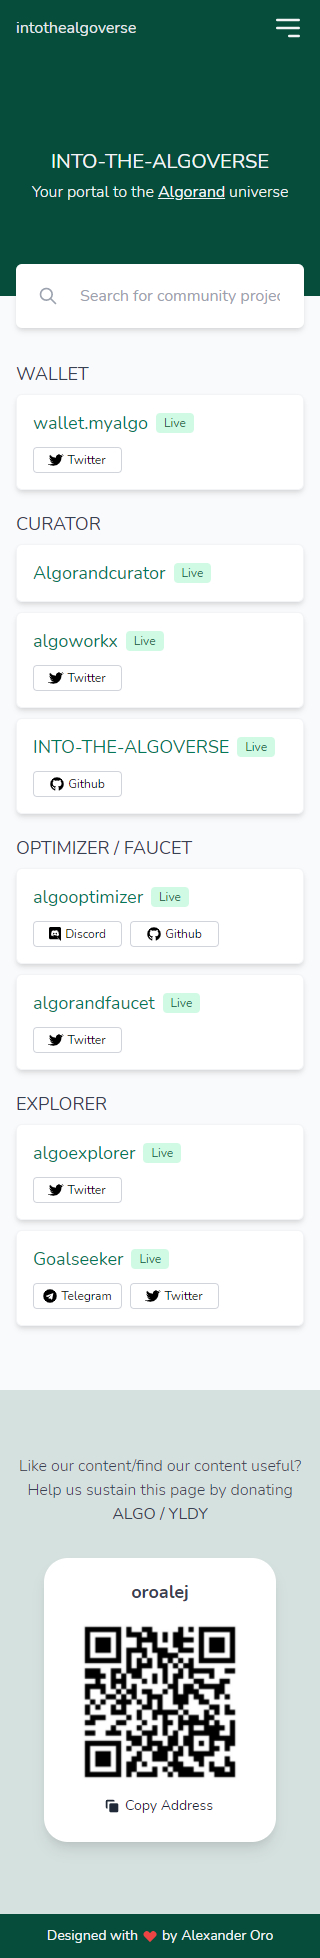 intothealgoverse
INTO-THE-ALGOVERSE
Your portal to the Algorand universe
Search for community projec
WALLET
wallet.myalgo Live
Twitter
CURATOR
Algorandcurator Live
algoworkx Live
Twitter
INTO-THE-ALGOVERSE Live
Github
OPTIMIZER / FAUCET
algooptimizer Live
Discord Github
algorandfaucet Live
Twitter
EXPLORER
algoexplorer Live
Twitter
Goalseeker Live
Telegram Twitter
Like our content/find our content useful?
Help us sustain this page by donating
ALGO / YLDY
oroalej
Copy Address
Designed with ❤ by Alexander Oro